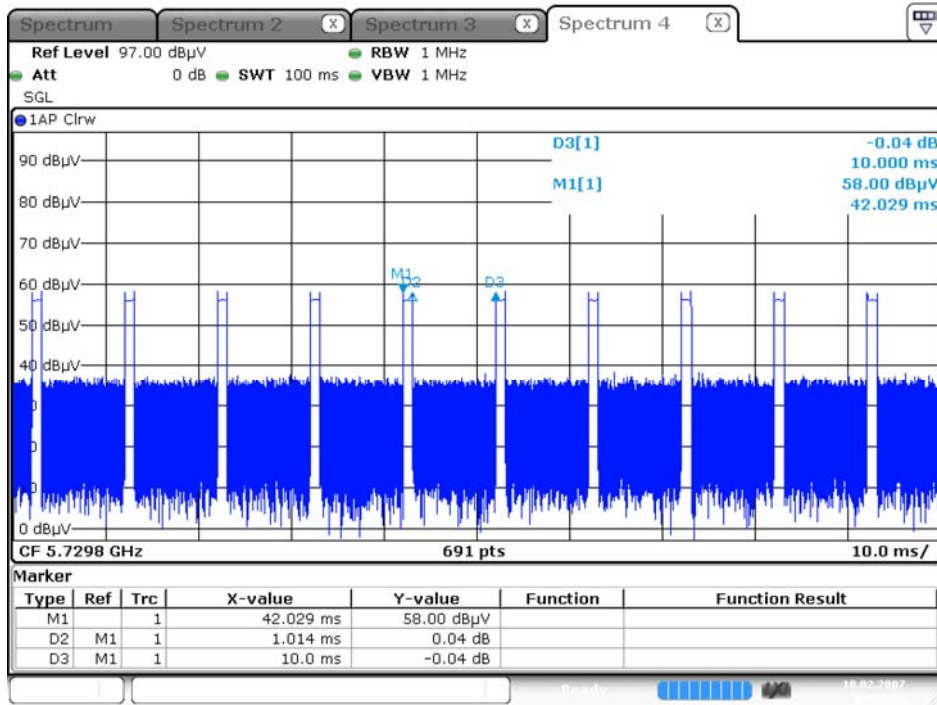 Spectrum Spectrum 2 X Spectrum 3 X Spectrum 4 X
Ref Level 97.00 dBµV RBW 1 MHz
Att 0 dB SWT 100 ms VBW 1 MHz
SGL
1AP Clrw
D3[1] -0.04 dB
90 dBµV 10.000 ms
M1[1] 58.00 dBµV
80 dBµV 42.029 ms
70 dBµV
M1 D2 D3
60 dBµV
50 dBµV
40 dBµV
0 dBµV
CF 5.7298 GHz 691 pts 10.0 ms/
Marker
Type Ref Trc X-value Y-value Function Function Result
M1 1 42.029 ms 58.00 dBµV
D2 M1 1 1.014 ms 0.04 dB
D3 M1 1 10.0 ms -0.04 dB
Ready 10.02.2007